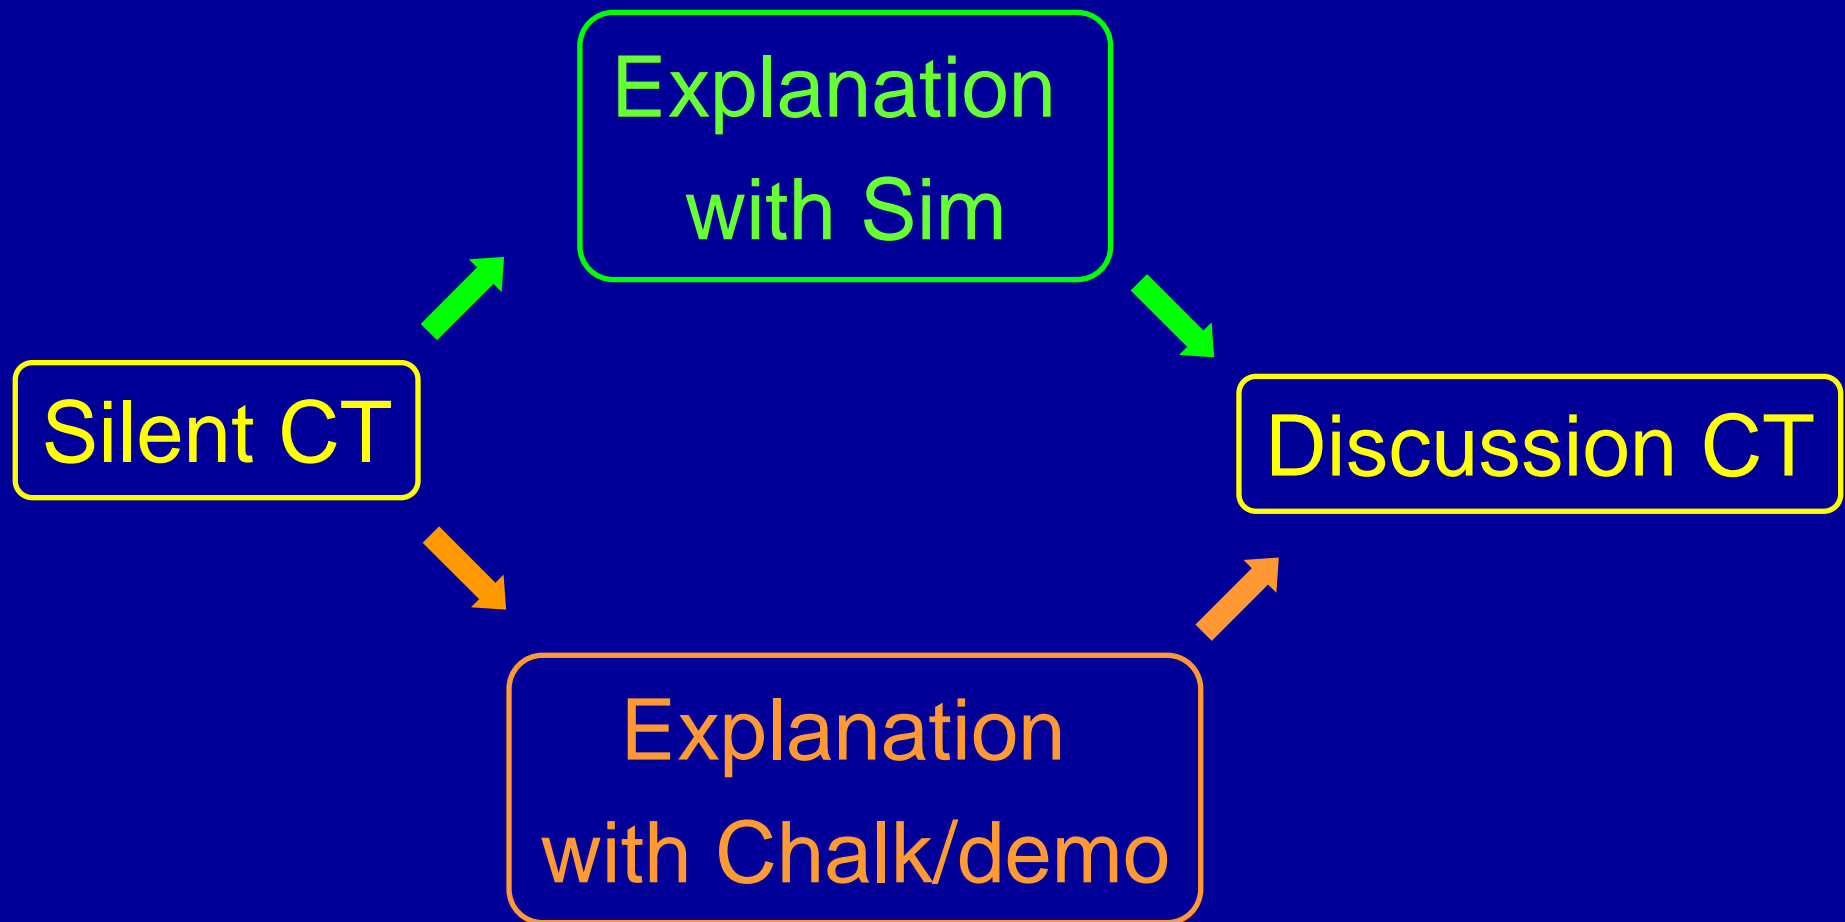 Explanation
with Sim
Silent CT
Discussion CT
Explanation
with Chalk/demo